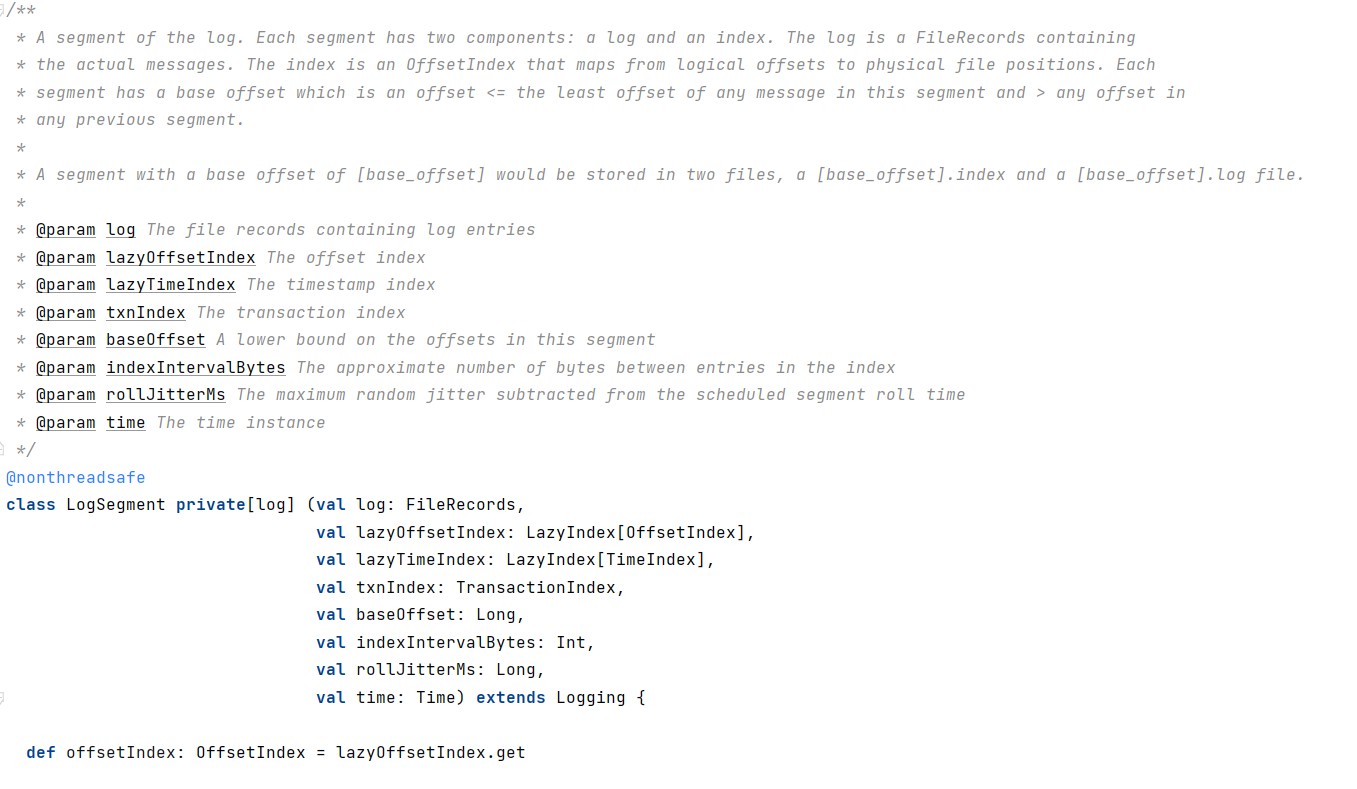 /**
 * A segment of the log. Each segment has two components: a log and an index. The log is a FileRecords containing
 * the actual messages. The index is an OffsetIndex that maps from logical offsets to physical file positions. Each
 * segment has a base offset which is an offset <= the least offset of any message in this segment and > any offset in
 * any previous segment.
 *
 * A segment with a base offset of [base_offset] would be stored in two files, a [base_offset].index and a [base_offset].log file.
 *
 * @param log The file records containing log entries
 * @param lazyOffsetIndex The offset index
 * @param lazyTimeIndex The timestamp index
 * @param txnIndex The transaction index
 * @param baseOffset A lower bound on the offsets in this segment
 * @param indexIntervalBytes The approximate number of bytes between entries in the index
 * @param rollJitterMs The maximum random jitter subtracted from the scheduled segment roll time
 * @param time The time instance
 */
@nonthreadsafe
class LogSegment private[log] (val log: FileRecords,
                               val lazyOffsetIndex: LazyIndex[OffsetIndex],
                               val lazyTimeIndex: LazyIndex[TimeIndex],
                               val txnIndex: TransactionIndex,
                               val baseOffset: Long,
                               val indexIntervalBytes: Int,
                               val rollJitterMs: Long,
                               val time: Time) extends Logging {

  def offsetIndex: OffsetIndex = lazyOffsetIndex.get